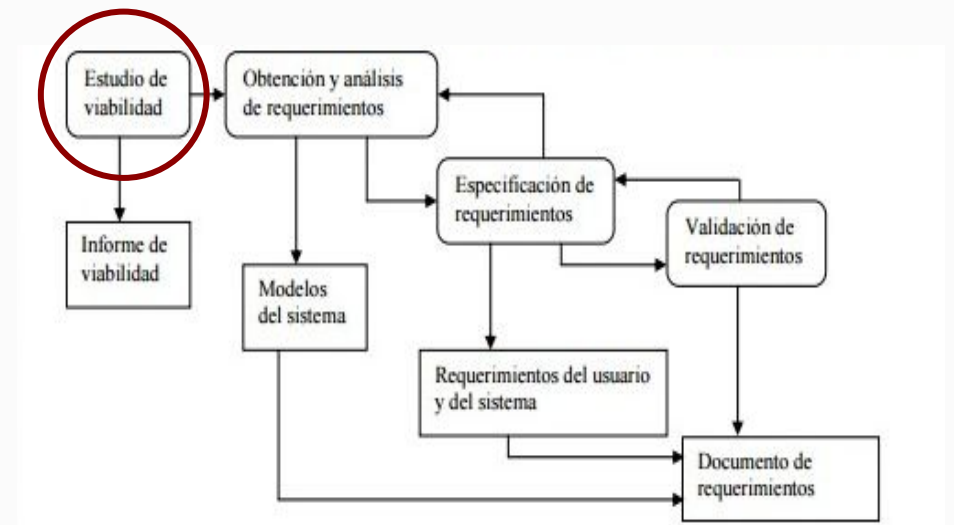 Estudio de
viabilidad
Obtención y análisis
de requerimientos
Especificación de
requerimientos
Validación de
requerimientos
Informe de
viabilidad
Modelos
del sistema
Requerimientos del usuario
y del sistema
Documento de
requerimientos